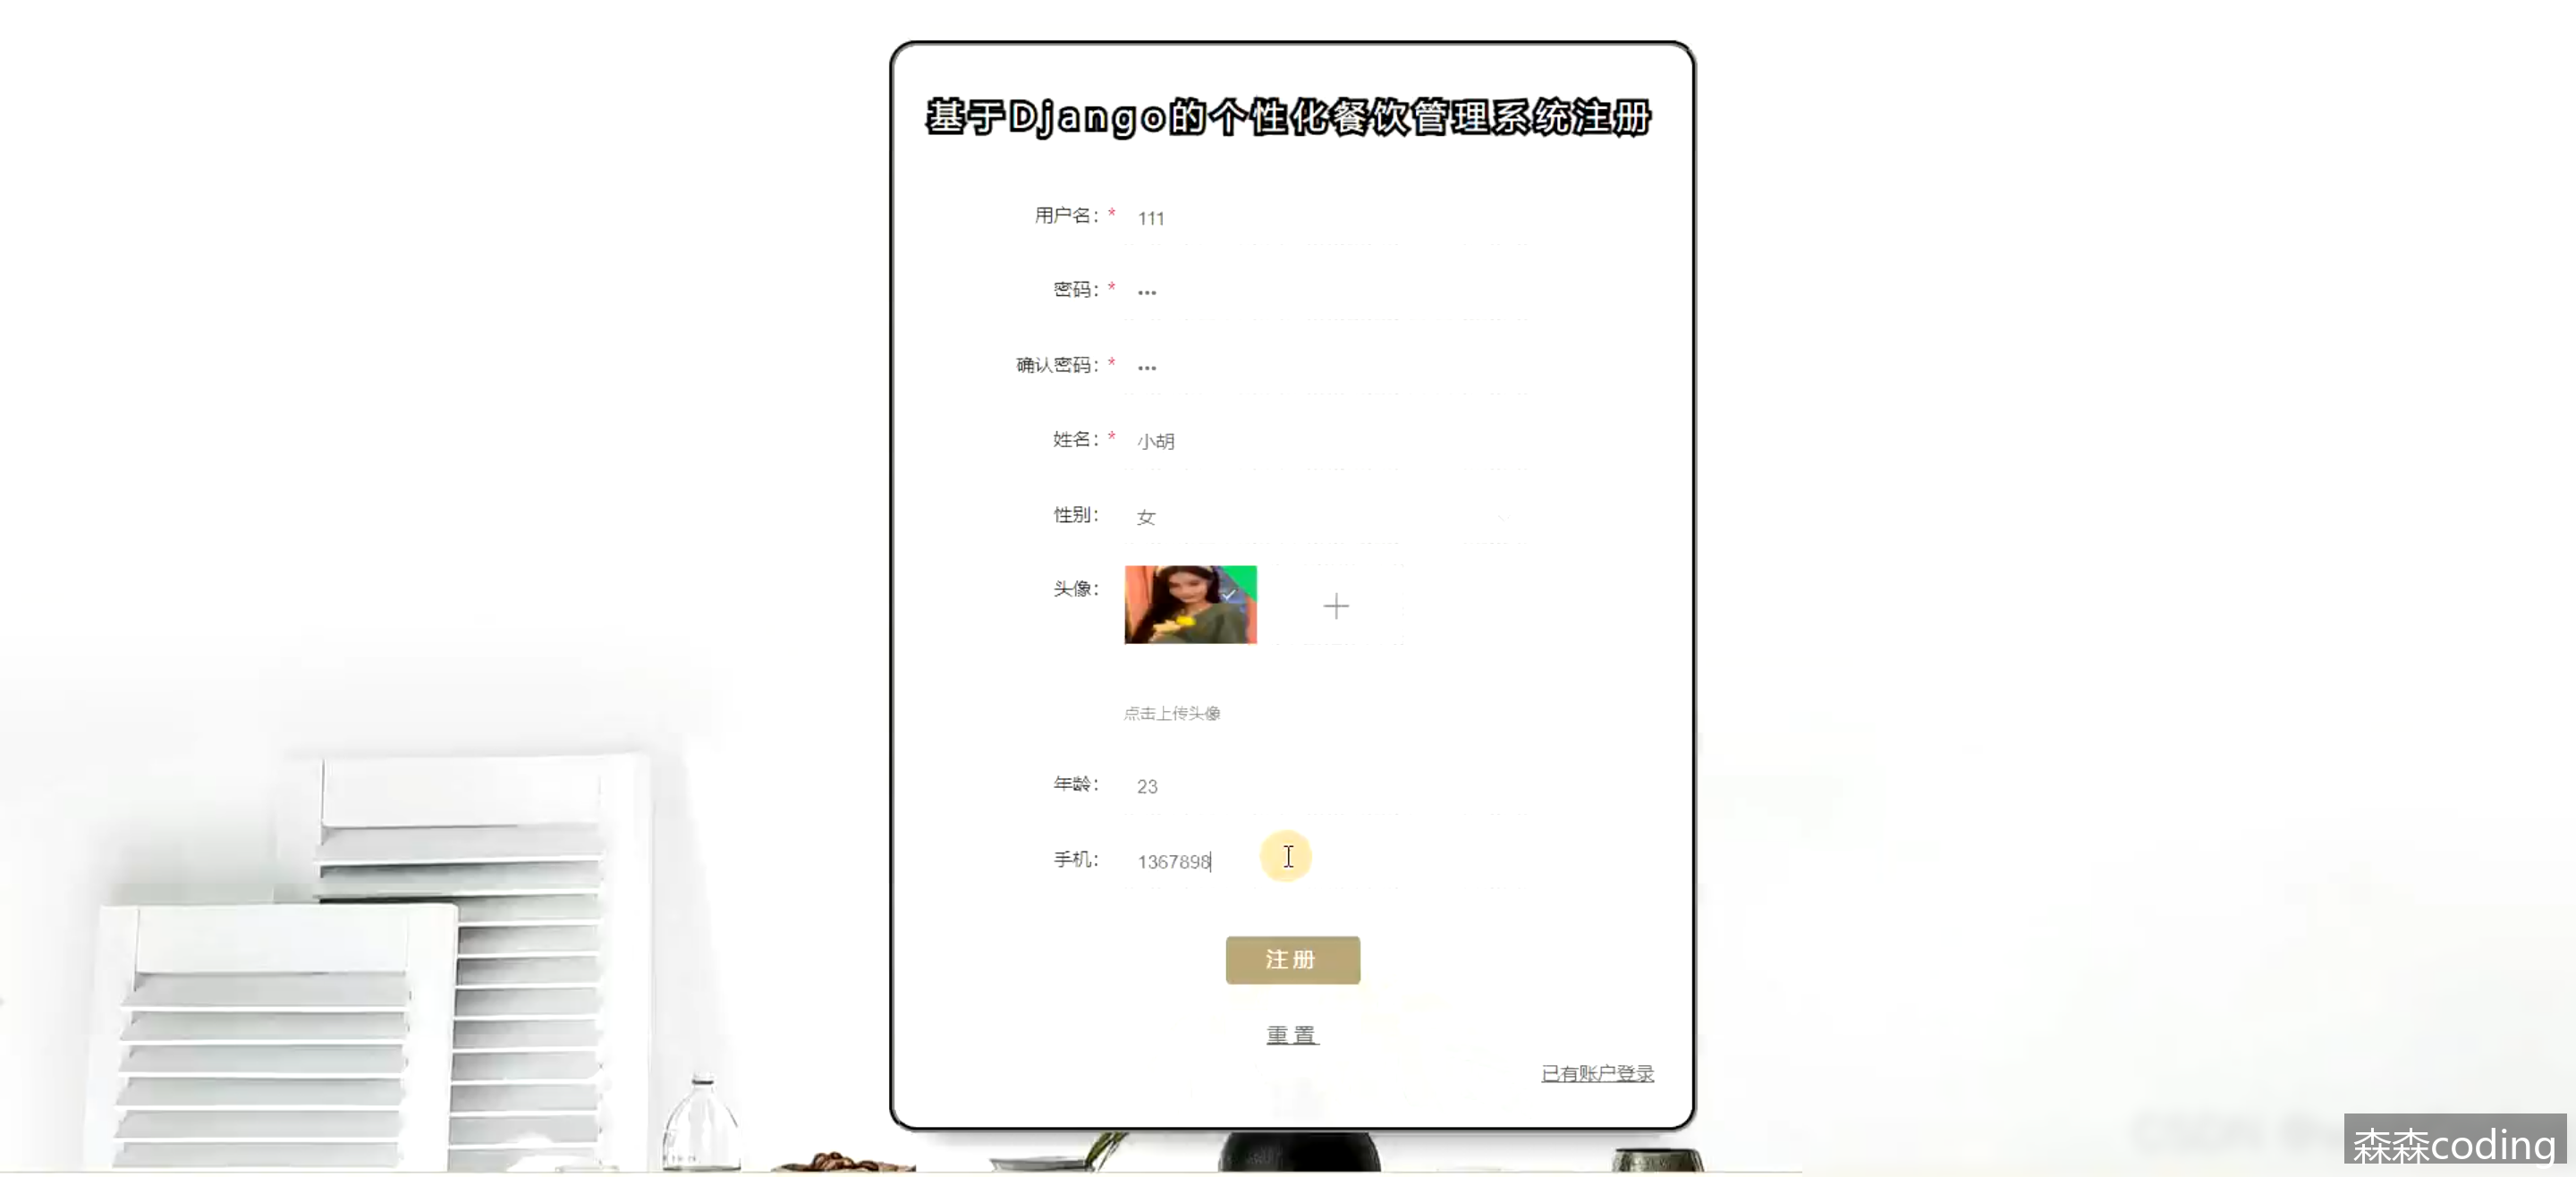 基于Django的个性化餐饮管理系统注册
用户名：* 111
密码：* •••
确认密码：* •••
姓名：* 小胡
性别： 女
头像：
点击上传头像
年龄： 23
手机： 1367898
注册
重置
已有账户登录
森森coding